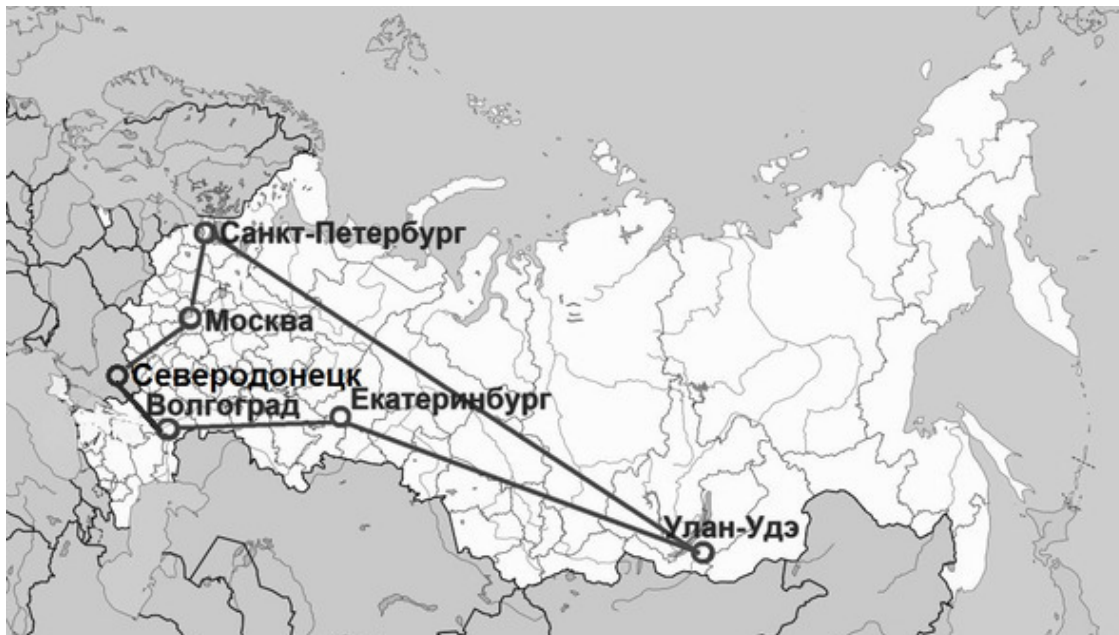 Санкт-Петербург
Москва
Северодонецк
Волгоград
Екатеринбург
Улан-Удэ